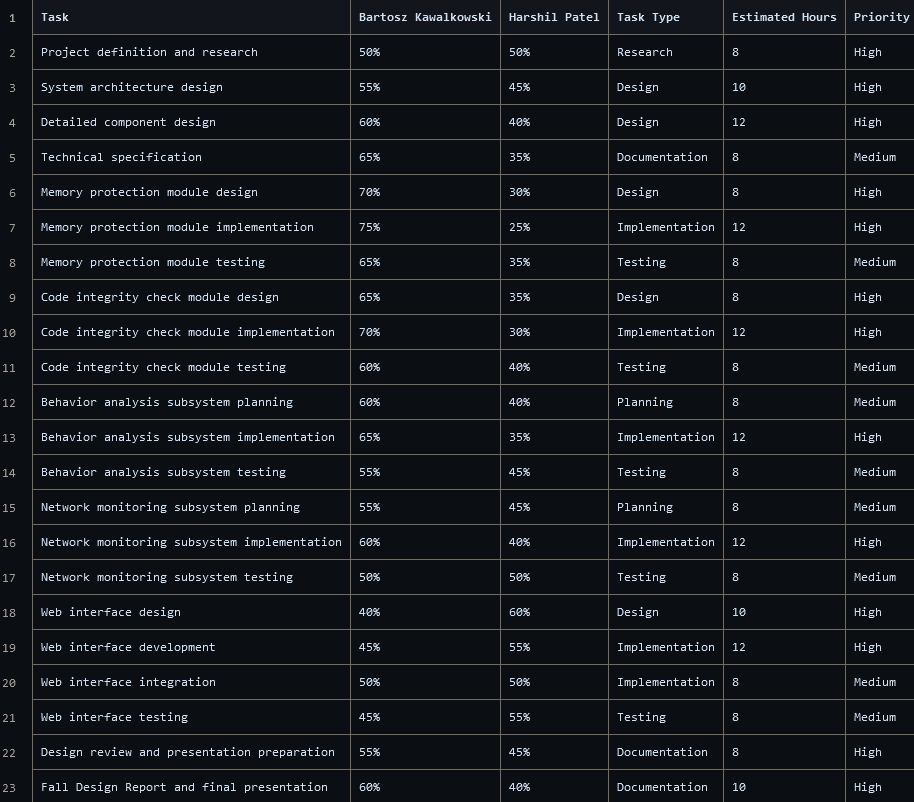 1 Task Bartosz Kawalkowski Harshil Patel Task Type Estimated Hours Priority
2 Project definition and research 50% 50% Research 8 High
3 System architecture design 55% 45% Design 10 High
4 Detailed component design 60% 40% Design 12 High
5 Technical specification 65% 35% Documentation 8 Medium
6 Memory protection module design 70% 30% Design 8 High
7 Memory protection module implementation 75% 25% Implementation 12 High
8 Memory protection module testing 65% 35% Testing 8 Medium
9 Code integrity check module design 65% 35% Design 8 High
10 Code integrity check module implementation 70% 30% Implementation 12 High
11 Code integrity check module testing 60% 40% Testing 8 Medium
12 Behavior analysis subsystem planning 60% 40% Planning 8 Medium
13 Behavior analysis subsystem implementation 65% 35% Implementation 12 High
14 Behavior analysis subsystem testing 55% 45% Testing 8 Medium
15 Network monitoring subsystem planning 55% 45% Planning 8 Medium
16 Network monitoring subsystem implementation 60% 40% Implementation 12 High
17 Network monitoring subsystem testing 50% 50% Testing 8 Medium
18 Web interface design 40% 60% Design 10 High
19 Web interface development 45% 55% Implementation 12 High
20 Web interface integration 50% 50% Implementation 8 Medium
21 Web interface testing 45% 55% Testing 8 Medium
22 Design review and presentation preparation 55% 45% Documentation 8 High
23 Fall Design Report and final presentation 60% 40% Documentation 10 High